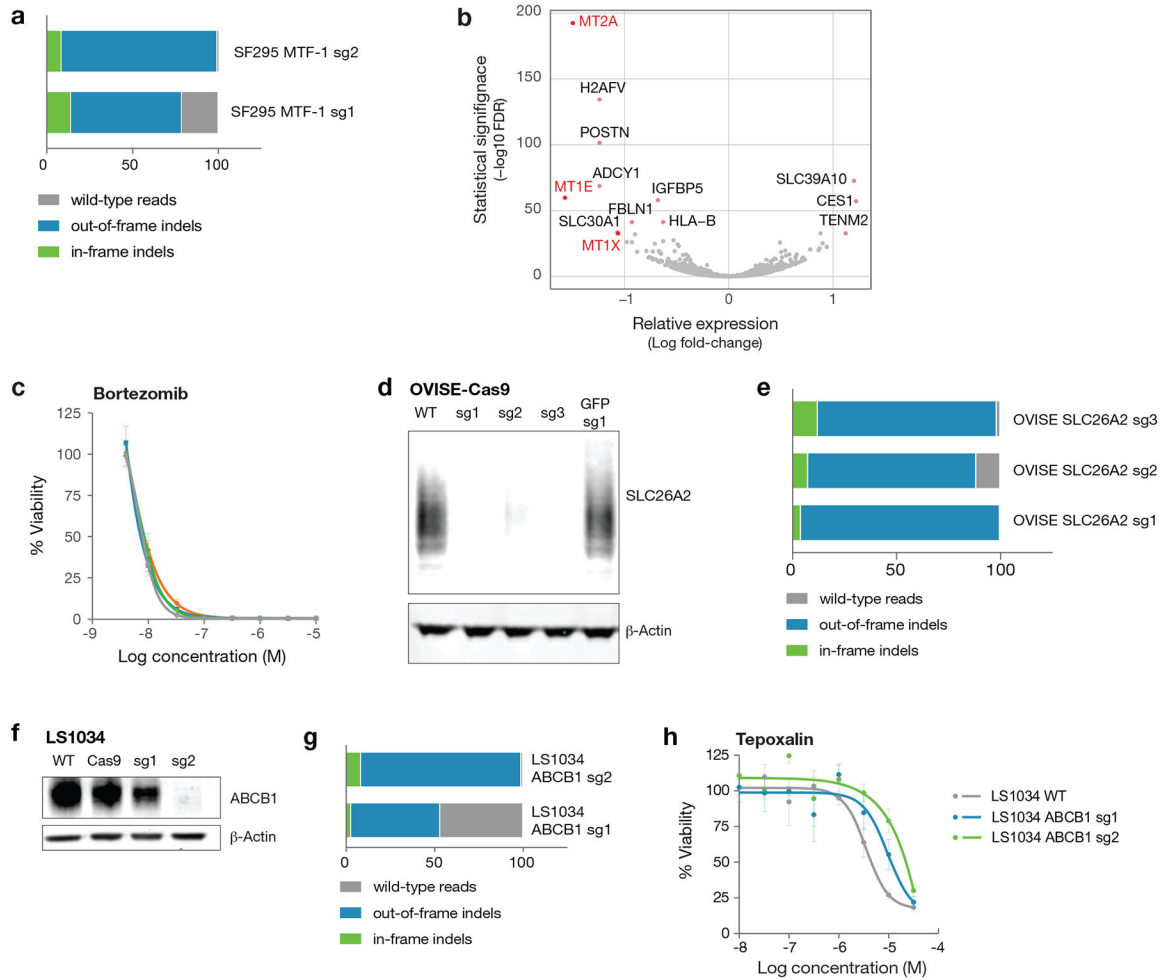 a
SF295 MTF-1 sg2
SF295 MTF-1 sg1
0
50
100
wild-type reads
out-of-frame indels
in-frame indels
b
Statistical signifignace
(−log10 FDR)
200
150
100
50
0
MT2A
H2AFV
POSTN
ADCY1
MT1E
IGFBP5
FBLN1
SLC30A1
HLA−B
MT1X
SLC39A10
CES1
TENM2
−1
0
1
Relative expression
(Log fold-change)
c
Bortezomib
% Viability
125
100
75
50
25
0
-9
-8
-7
-6
-5
Log concentration (M)
d
OVISE-Cas9
WT
sg1
sg2
sg3
GFP
sg1
SLC26A2
β-Actin
e
OVISE SLC26A2 sg3
OVISE SLC26A2 sg2
OVISE SLC26A2 sg1
0
50
100
wild-type reads
out-of-frame indels
in-frame indels
f
LS1034
WT
Cas9
sg1
sg2
ABCB1
β-Actin
g
LS1034
ABCB1 sg2
LS1034
ABCB1 sg1
0
50
100
wild-type reads
out-of-frame indels
in-frame indels
h
Tepoxalin
% Viability
125
100
75
50
25
0
-8
-7
-6
-5
-4
Log concentration (M)
LS1034 WT
LS1034 ABCB1 sg1
LS1034 ABCB1 sg2